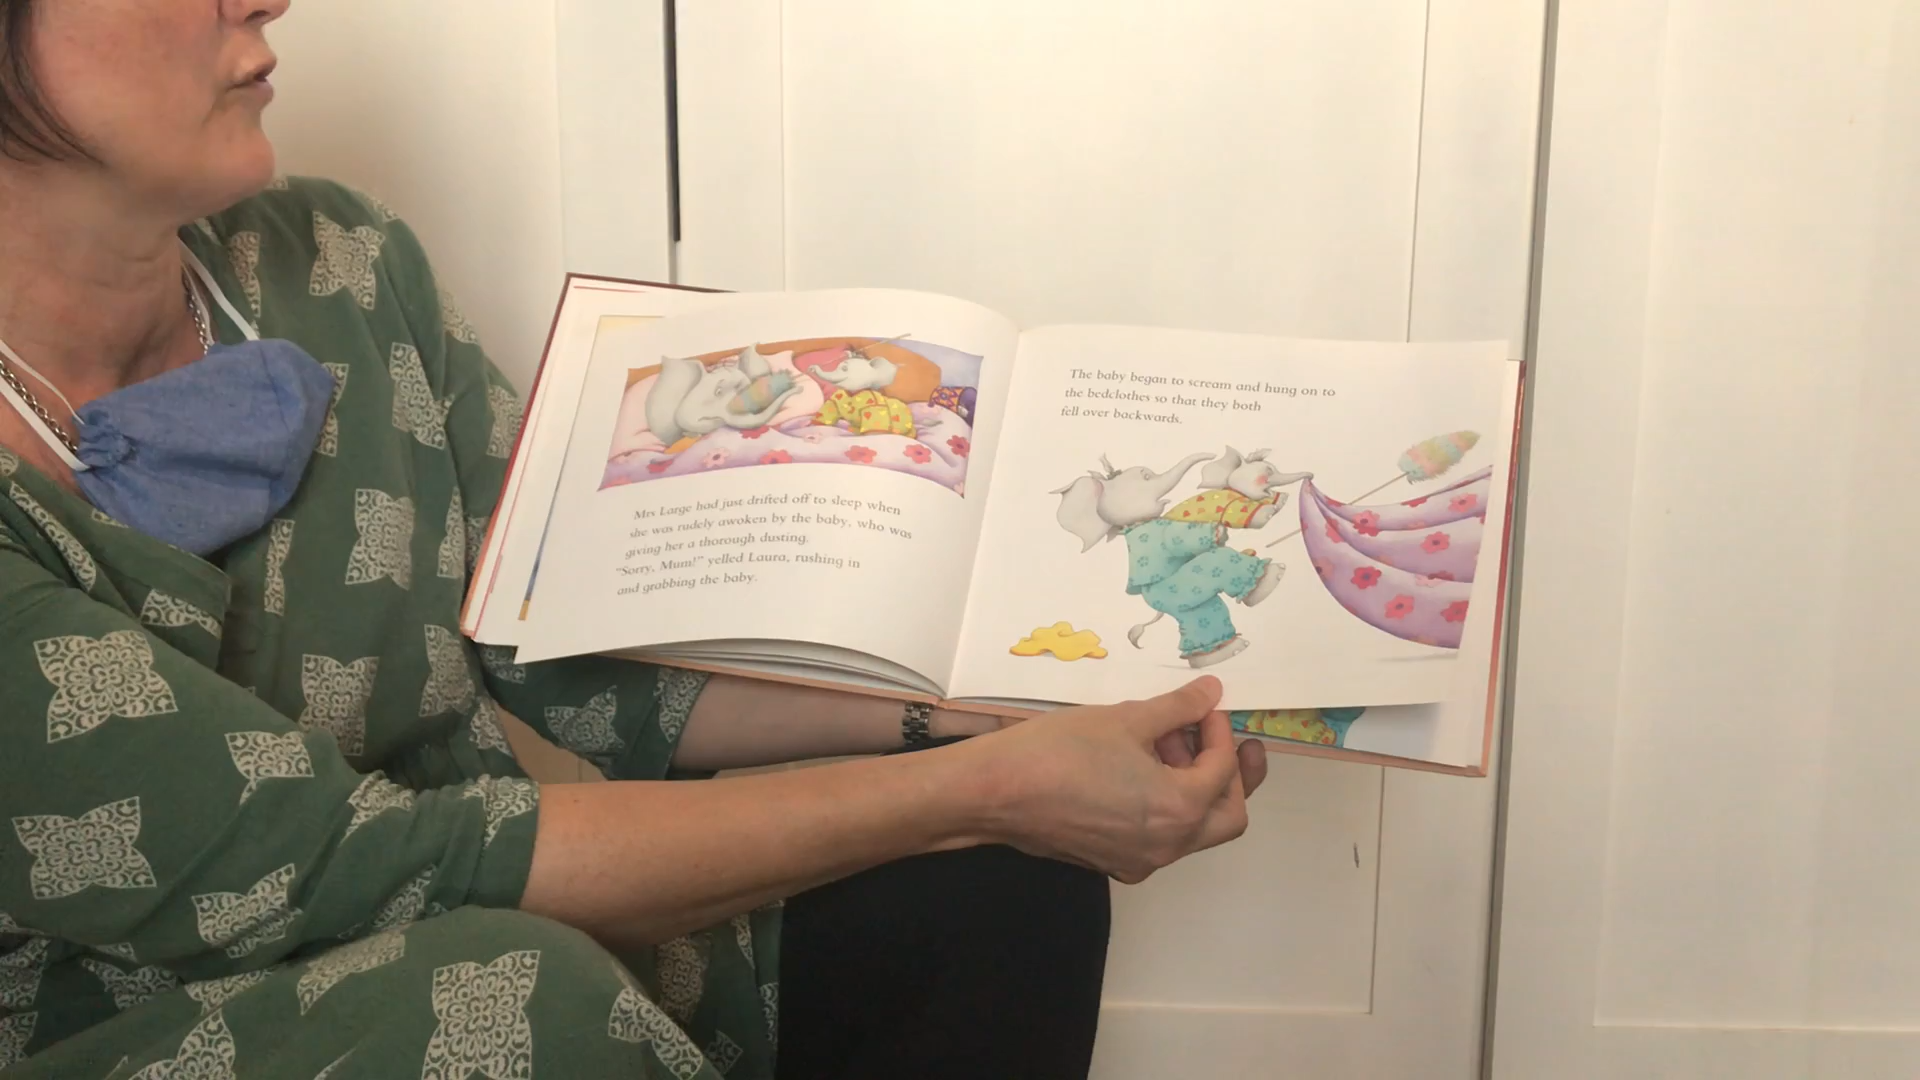 Mrs Large had just drifted off to sleep when
she was rudely awoken by the baby, who was
giving her a thorough dusting.
"Sorry, Mum!" yelled Laura, rushing in
and grabbing the baby.
The baby began to scream and hung on to
the bedclothes so that they both
fell over backwards.